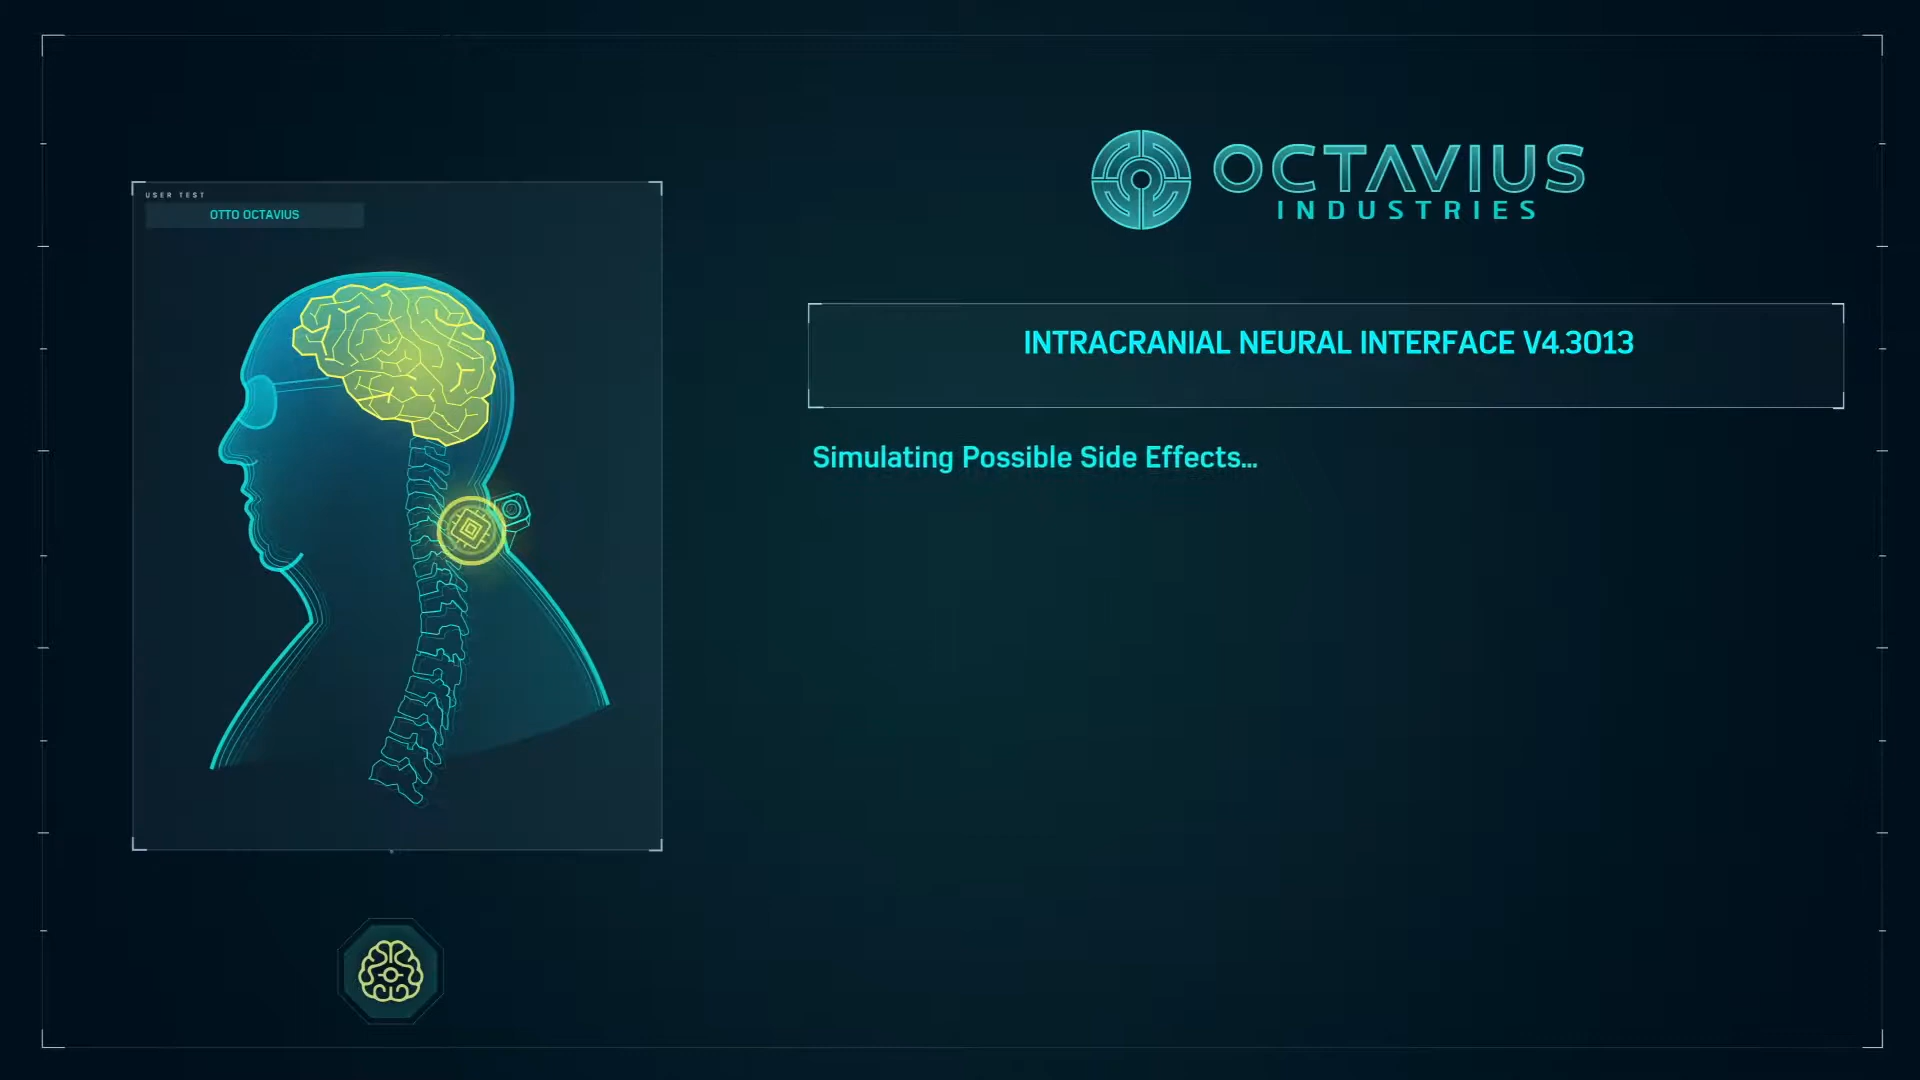 USER TEST
OTTO OCTAVIUS
OCTAVIUS
INDUSTRIES
INTRACRANIAL NEURAL INTERFACE V4.3013
Simulating Possible Side Effects...